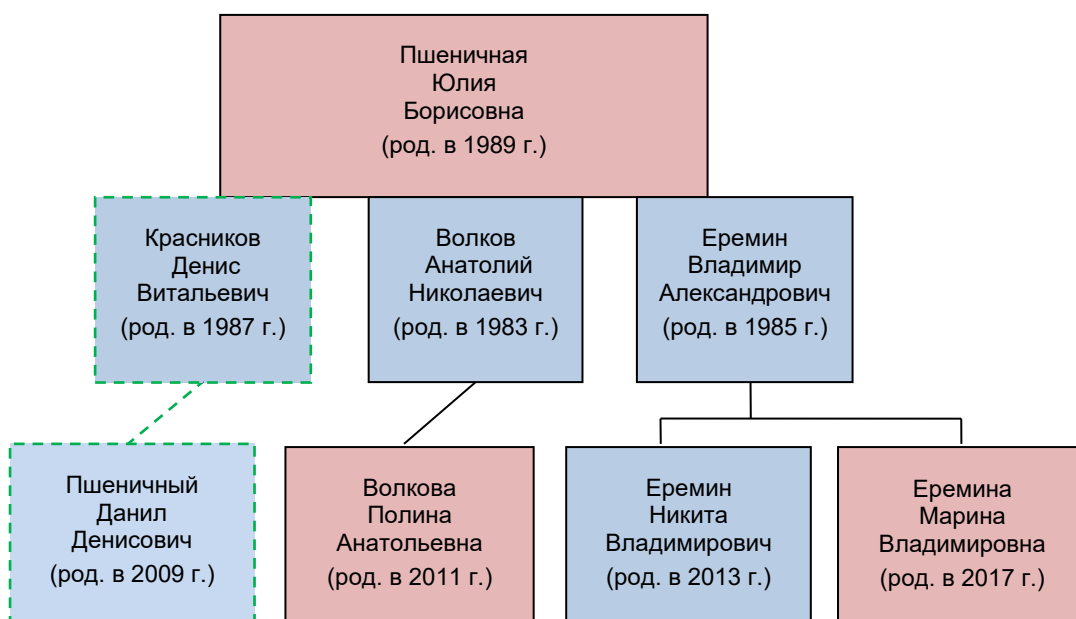 Пшеничная
Юлия
Борисовна
(род. в 1989 г.)
Красников
Денис
Витальевич
(род. в 1987 г.)
Волков
Анатолий
Николаевич
(род. в 1983 г.)
Еремин
Владимир
Александрович
(род. в 1985 г.)
Пшеничный
Данил
Денисович
(род. в 2009 г.)
Волкова
Полина
Анатольевна
(род. в 2011 г.)
Еремин
Никита
Владимирович
(род. в 2013 г.)
Еремина
Марина
Владимировна
(род. в 2017 г.)